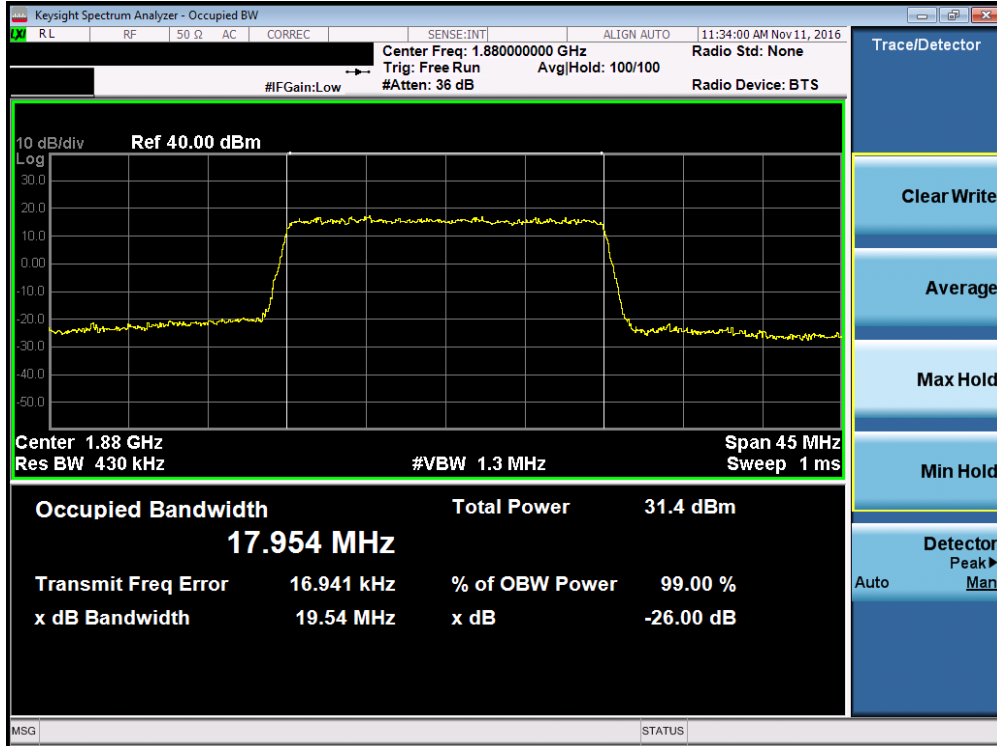 Keysight Spectrum Analyzer - Occupied BW
LXI RL RF 50 Ω AC CORREC SENSE:INT ALIGN AUTO 11:34:00 AM Nov 11, 2016
Center Freq: 1.880000000 GHz Radio Std: None
Trig: Free Run Avg|Hold: 100/100
#IFGain:Low #Atten: 36 dB Radio Device: BTS
Trace/Detector
10 dB/div Ref 40.00 dBm
Log
30.0
20.0
10.0
0.00
-10.0
-20.0
-30.0
-40.0
-50.0
Center 1.88 GHz Span 45 MHz
Res BW 430 kHz #VBW 1.3 MHz Sweep 1 ms
Occupied Bandwidth Total Power 31.4 dBm
17.954 MHz
Transmit Freq Error 16.941 kHz % of OBW Power 99.00 %
x dB Bandwidth 19.54 MHz x dB -26.00 dB
Clear Write
Average
Max Hold
Min Hold
Detector
Peak▶
Auto Man
MSG STATUS